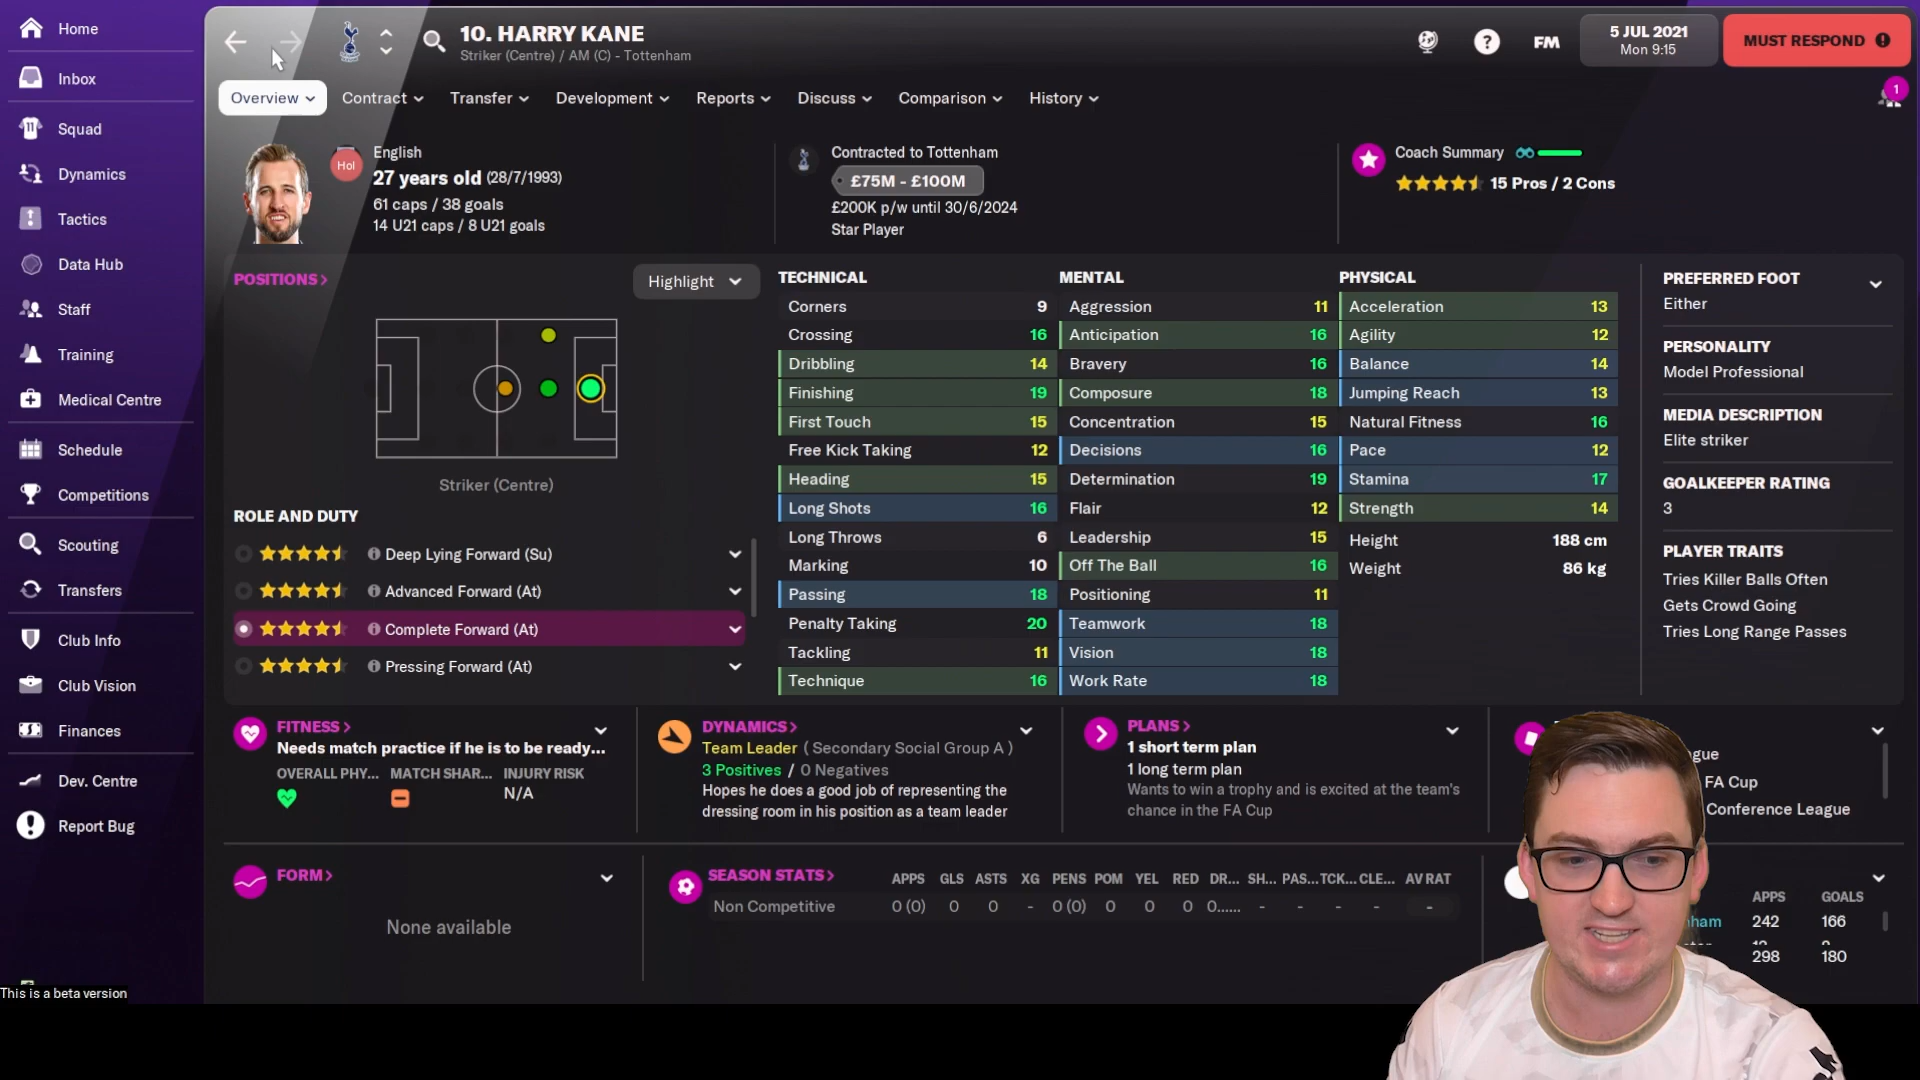 Home
Inbox
Squad
Dynamics
Tactics
Data Hub
Staff
Training
Medical Centre
Schedule
Competitions
Scouting
Transfers
Club Info
Club Vision
Finances
Dev. Centre
Report Bug
This is a beta version
10. HARRY KANE
Striker (Centre) / AM (C) - Tottenham
FM
5 JUL 2021
Mon 9:15
MUST RESPOND
1
Overview Contract Transfer Development Reports Discuss Comparison History
Hol
English
27 years old (28/7/1993)
61 caps / 38 goals
14 U21 caps / 8 U21 goals
Contracted to Tottenham
£75M - £100M
£200K p/w until 30/6/2024
Star Player
Coach Summary
15 Pros / 2 Cons
POSITIONS >
Highlight
Striker (Centre)
ROLE AND DUTY
Deep Lying Forward (Su)
Advanced Forward (At)
Complete Forward (At)
Pressing Forward (At)
TECHNICAL
Corners 9
Crossing 16
Dribbling 14
Finishing 19
First Touch 15
Free Kick Taking 12
Heading 15
Long Shots 16
Long Throws 6
Marking 10
Passing 18
Penalty Taking 20
Tackling 11
Technique 16
MENTAL
Aggression 11
Anticipation 16
Bravery 16
Composure 18
Concentration 15
Decisions 16
Determination 19
Flair 12
Leadership 15
Off The Ball 16
Positioning 11
Teamwork 18
Vision 18
Work Rate 18
PHYSICAL
Acceleration 13
Agility 12
Balance 14
Jumping Reach 13
Natural Fitness 16
Pace 12
Stamina 17
Strength 14
Height 188 cm
Weight 86 kg
PREFERRED FOOT
Either
PERSONALITY
Model Professional
MEDIA DESCRIPTION
Elite striker
GOALKEEPER RATING
3
PLAYER TRAITS
Tries Killer Balls Often
Gets Crowd Going
Tries Long Range Passes
FITNESS >
Needs match practice if he is to be ready...
OVERALL PHY... MATCH SHAR... INJURY RISK
N/A
DYNAMICS >
Team Leader ( Secondary Social Group A )
3 Positives / 0 Negatives
Hopes he does a good job of representing the
dressing room in his position as a team leader
PLANS >
1 short term plan
1 long term plan
Wants to win a trophy and is excited at the team's
chance in the FA Cup
gue
FA Cup
Conference League
FORM >
None available
SEASON STATS > APPS GLS ASTS XG PENS POM YEL RED DR... SH... PAS... TCK... CLE... AV RAT
Non Competitive 0 (0) 0 0 - 0 (0) 0 0 0 0...... - - - - -
APPS GOALS
nham 242 166
298 180